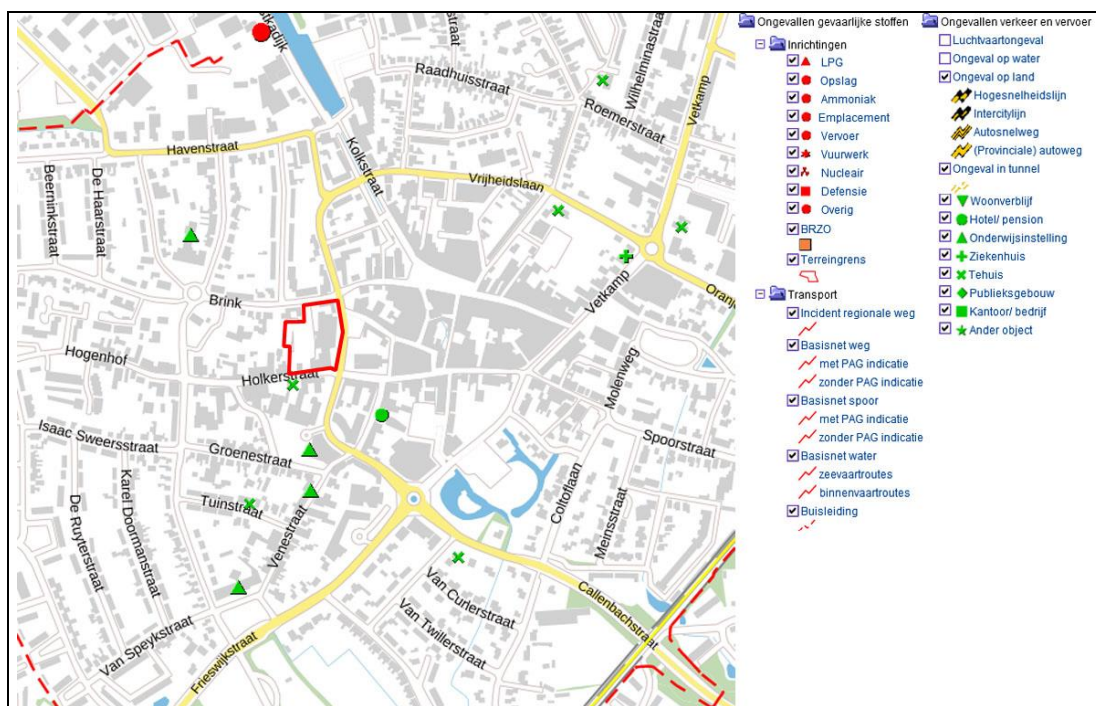 stkadijk
Raadhuisstraat
Wilhelminastraat
Roemerstraat
Vetkamp
Havenstraat
Kolkstraat
Vrijheidslaan
Beerninkstraat
De Haarstraat
Brink
Vetkamp
Oranj
Hogenhof
Holkerstraat
Molenweg
Isaac Sweersstraat
Groenestraat
Spoorstraat
Tuinstraat
De Ruyterstraat
Karel Doormanstraat
Venestraat
Coltoflaan
Meinsstraat
Van Curlerstraat
Van Twillerstraat
Callenbachstraat
Van Speykstraat
Frieswijkstraat
Ongevallen gevaarlijke stoffen
Inrichtingen
LPG
Opslag
Ammoniak
Emplacement
Vervoer
Vuurwerk
Nucleair
Defensie
Overig
BRZO
Terreingrens
Transport
Incident regionale weg
Basisnet weg
met PAG indicatie
zonder PAG indicatie
Basisnet spoor
met PAG indicatie
zonder PAG indicatie
Basisnet water
zeevaartroutes
binnenvaartroutes
Buisleiding
Ongevallen verkeer en vervoer
Luchtvaartongeval
Ongeval op water
Ongeval op land
Hogesnelheidslijn
Intercitylijn
Autosnelweg
(Provinciale) autoweg
Ongeval in tunnel
Woonverblijf
Hotel/ pension
Onderwijsinstelling
Ziekenhuis
Tehuis
Publieksgebouw
Kantoor/ bedrijf
Ander object